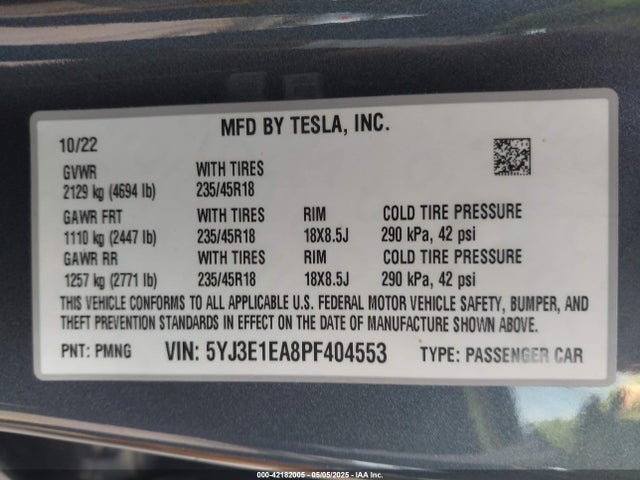 MFD BY TESLA, INC.
10/22
GVWR WITH TIRES
2129 kg (4694 lb) 235/45R18
GAWR FRT WITH TIRES RIM COLD TIRE PRESSURE
1110 kg (2447 lb) 235/45R18 18X8.5J 290 kPa, 42 psi
GAWR RR WITH TIRES RIM COLD TIRE PRESSURE
1257 kg (2771 lb) 235/45R18 18X8.5J 290 kPa, 42 psi
THIS VEHICLE CONFORMS TO ALL APPLICABLE U.S. FEDERAL MOTOR VEHICLE SAFETY, BUMPER, AND
THEFT PREVENTION STANDARDS IN EFFECT ON THE DATE OF MANUFACTURE SHOWN ABOVE.
PNT: PMNG VIN: 5YJ3E1EA8PF404553 TYPE: PASSENGER CAR
000-42182005 - 05/05/2025 - IAA Inc.